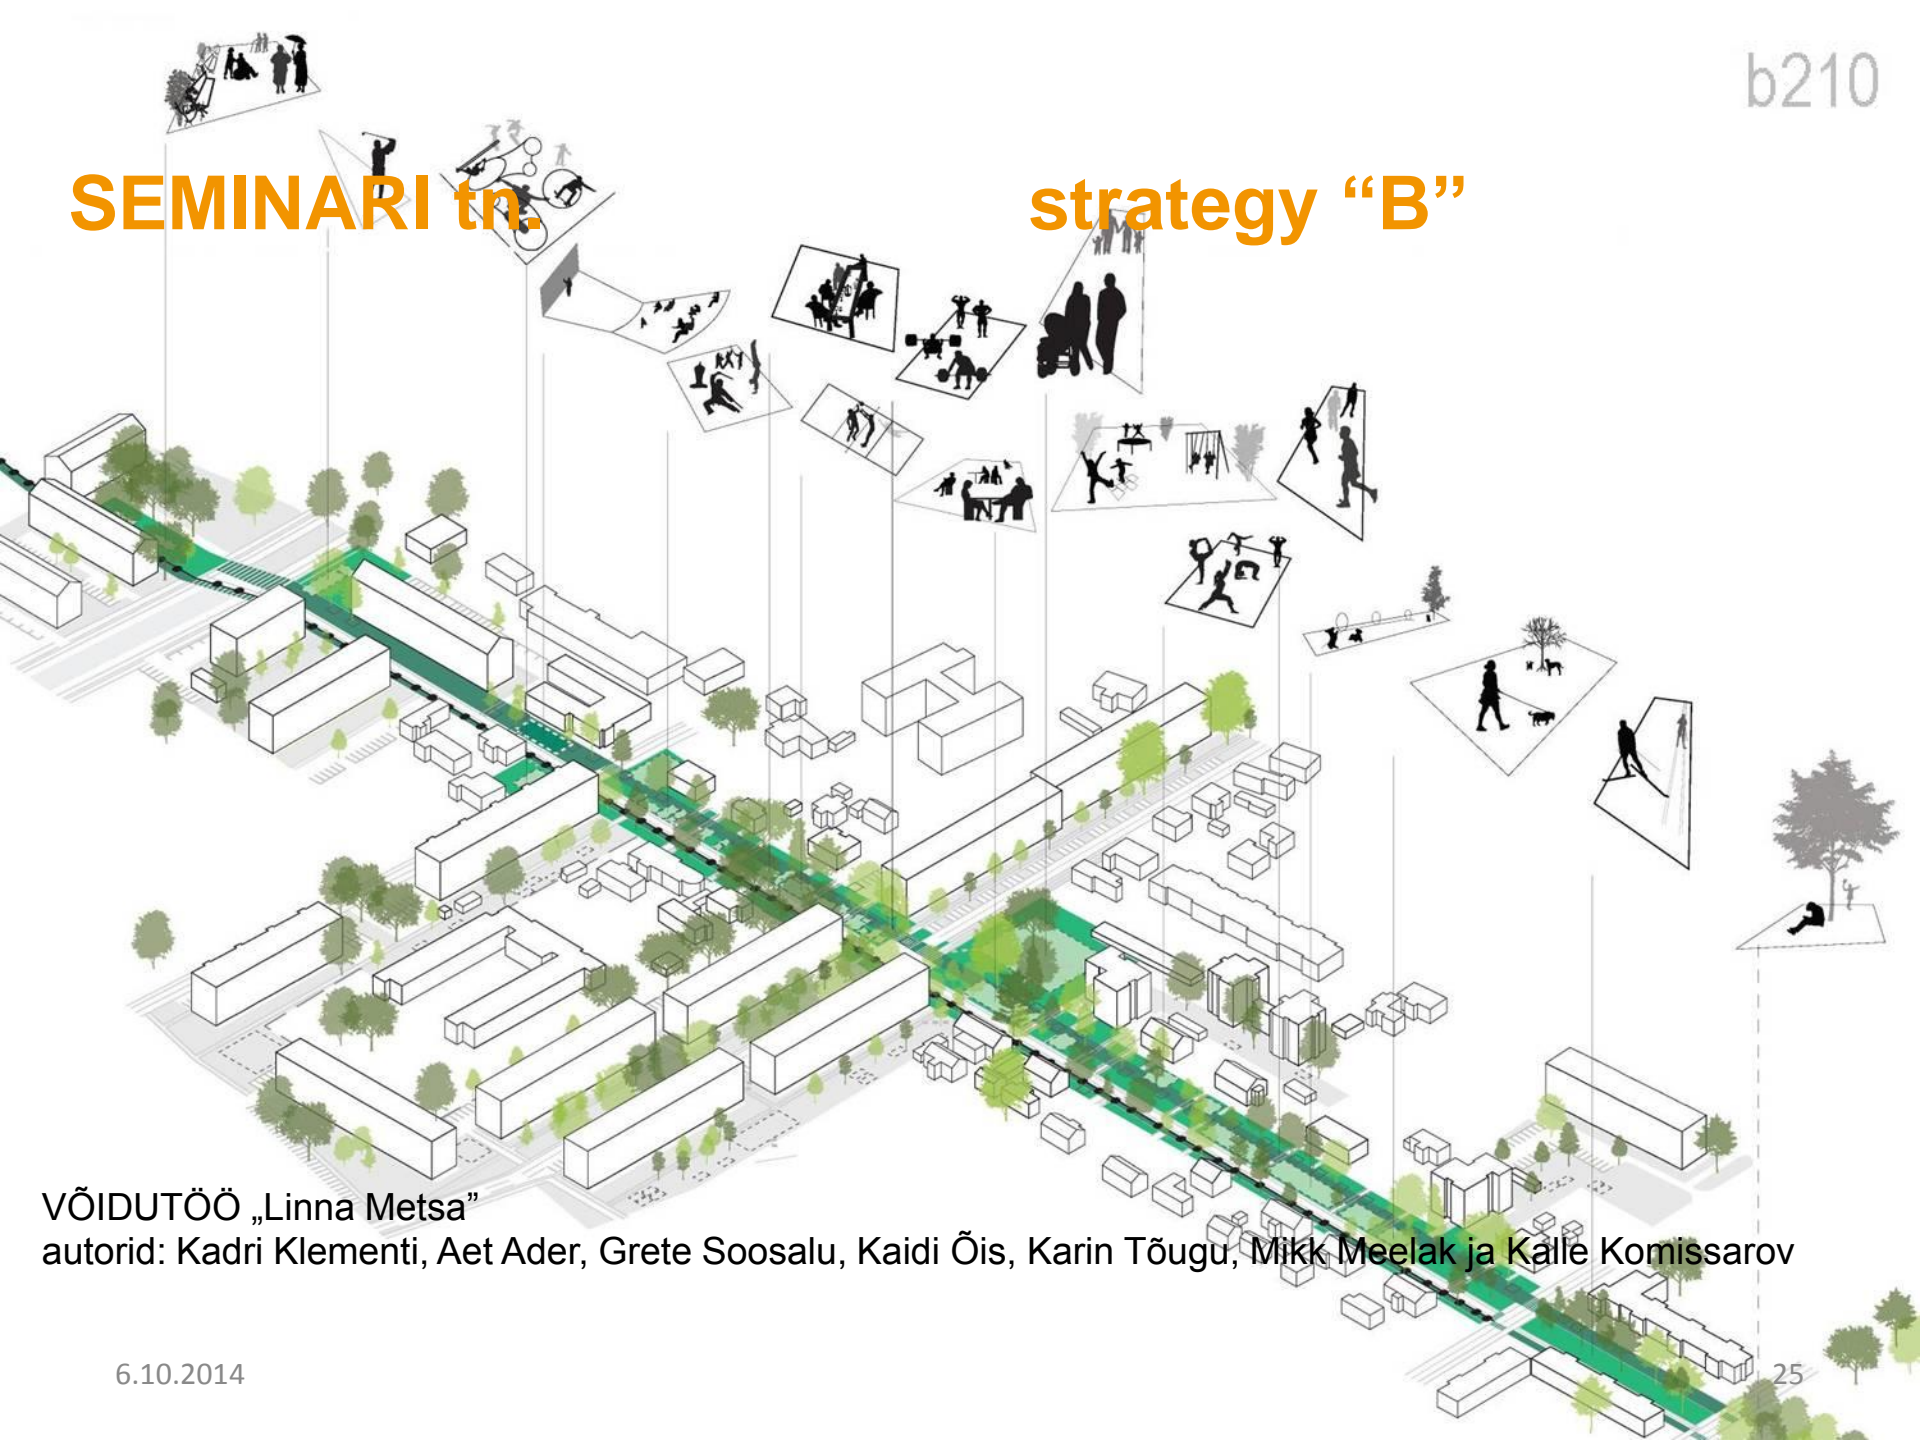 b210
SEMINARI tn. strategy “B”
VÕIDUTÖÖ „Linna Metsa”
autorid: Kadri Klementi, Aet Ader, Grete Soosalu, Kaidi Õis, Karin Tõugu, Mikk Meelak ja Kalle Komissarov
6.10.2014
25